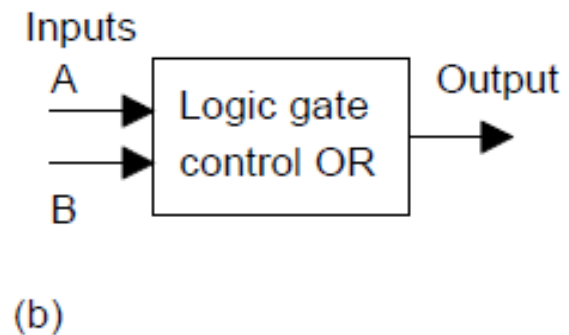 Inputs
A
Output
Logic gate
control OR
B
(b)